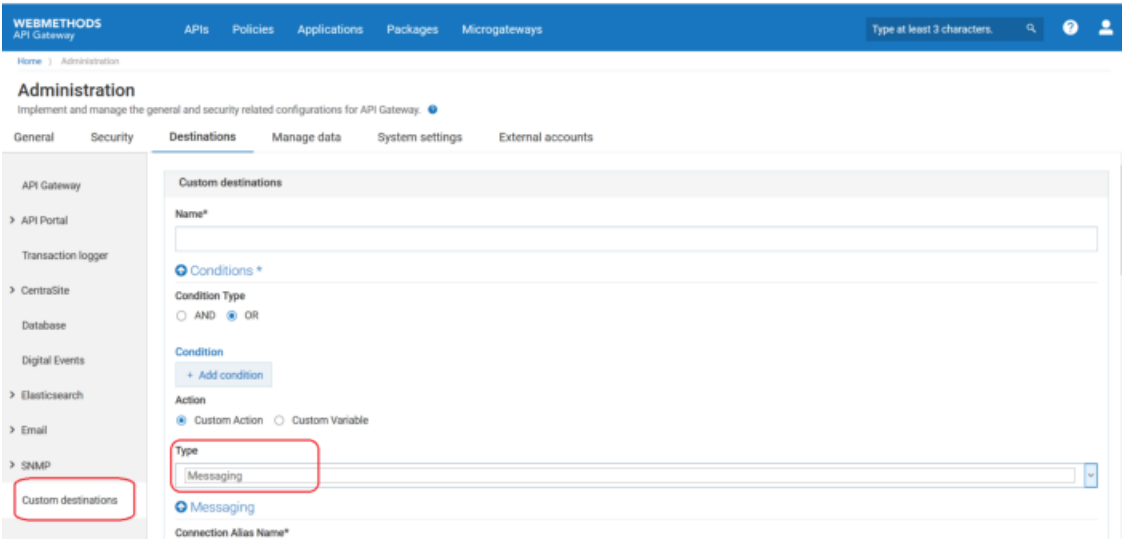 WEBMETHODS
API Gateway
APIs Policies Applications Packages Microgateways
Type at least 3 characters.
Home Administration
Administration
Implement and manage the general and security related configurations for API Gateway.
General Security Destinations Manage data System settings External accounts
API Gateway
API Portal
Transaction logger
CentraSite
Database
Digital Events
Elasticsearch
Email
SNMP
Custom destinations
Custom destinations
Name*
Conditions *
Condition Type
AND OR
Condition
+ Add condition
Action
Custom Action Custom Variable
Type
Messaging
Messaging
Connection Alias Name*